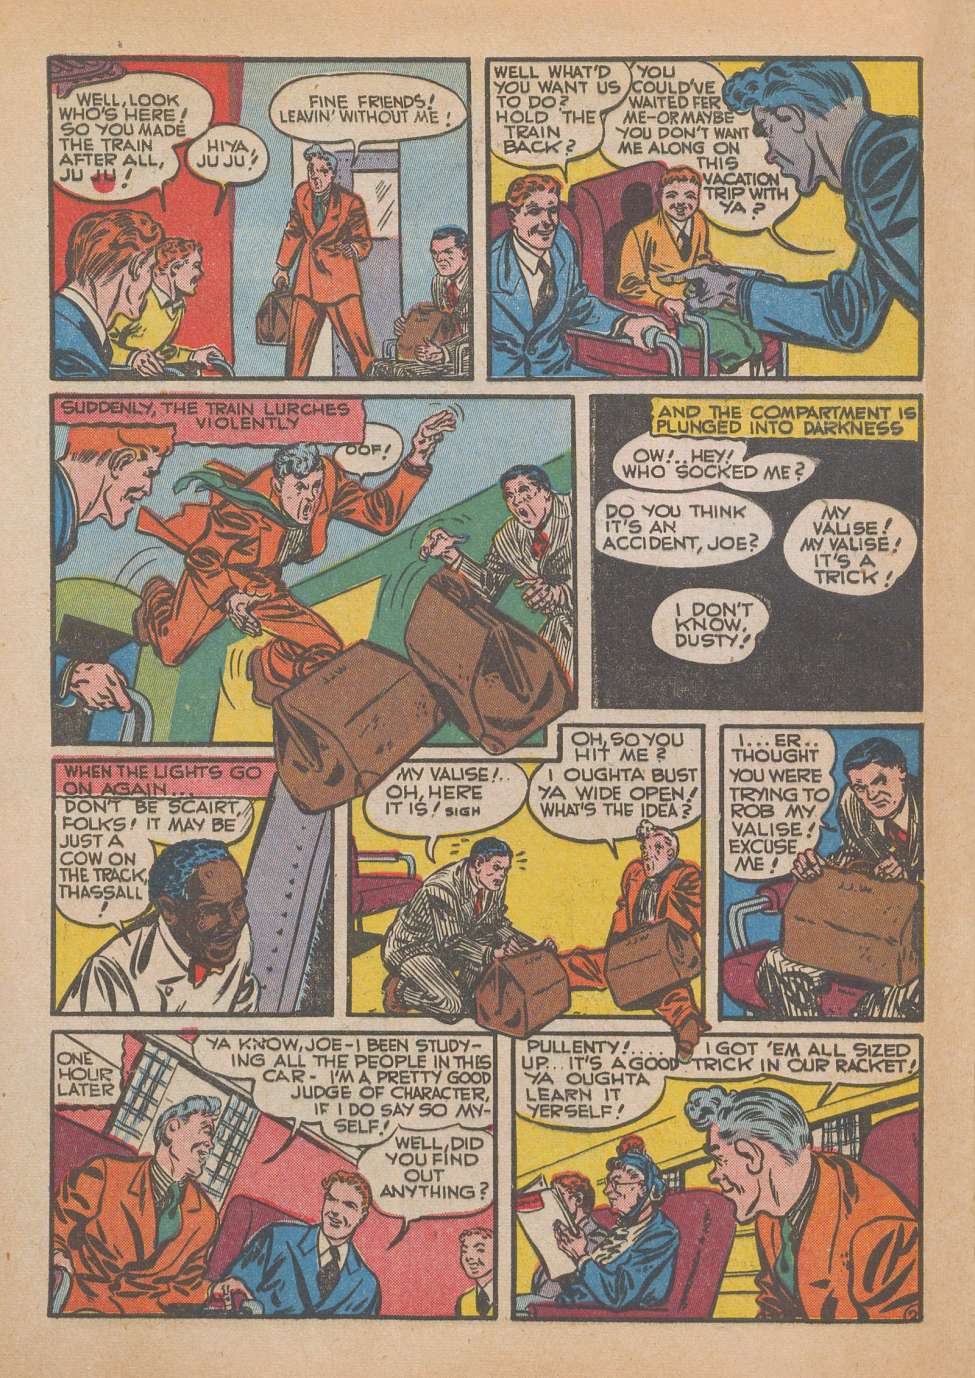 WELL, LOOK
WHO'S HERE!
SO YOU MADE
THE TRAIN
AFTER ALL,
JU JU!
HIYA,
JU JU!
FINE FRIENDS!
LEAVIN' WITHOUT ME!
WELL WHAT'D
YOU WANT US
TO DO?
HOLD THE
TRAIN
BACK?
YOU
COULD'VE
WAITED FER
ME-OR MAYBE
YOU DON'T WANT
ME ALONG ON
THIS
VACATION
TRIP WITH
YA?
SUDDENLY, THE TRAIN LURCHES
VIOLENTLY
OOF!
AND THE COMPARTMENT IS
PLUNGED INTO DARKNESS
OW!..HEY!
WHO SOCKED ME?
DO YOU THINK
IT'S AN
ACCIDENT, JOE?
MY
VALISE!
MY VALISE!
IT'S A
TRICK!
I DON'T
KNOW,
DUSTY!
WHEN THE LIGHTS GO
ON AGAIN...
DON'T BE SCAIRT,
FOLKS! IT MAY BE
JUST A
COW ON
THE TRACK,
THASSALL
!
MY VALISE!..
OH, HERE
IT IS! SIGH
OH, SO YOU
HIT ME?
I OUGHTA BUST
YA WIDE OPEN!
WHAT'S THE IDEA?
J.J.W.
J.J.W.
I...ER..
THOUGHT
YOU WERE
TRYING TO
ROB MY
VALISE!
EXCUSE
ME!
J.J.W.
ONE
HOUR
LATER
YA KNOW, JOE-I BEEN STUDY-
ING ALL THE PEOPLE IN THIS
CAR- I'M A PRETTY GOOD
JUDGE OF CHARACTER,
IF I DO SAY SO MY-
SELF!
WELL, DID
YOU FIND
OUT
ANYTHING?
PULLENTY!... I GOT 'EM ALL SIZED
UP... IT'S A GOOD TRICK IN OUR RACKET!
YA OUGHTA
LEARN IT
YERSELF!
2